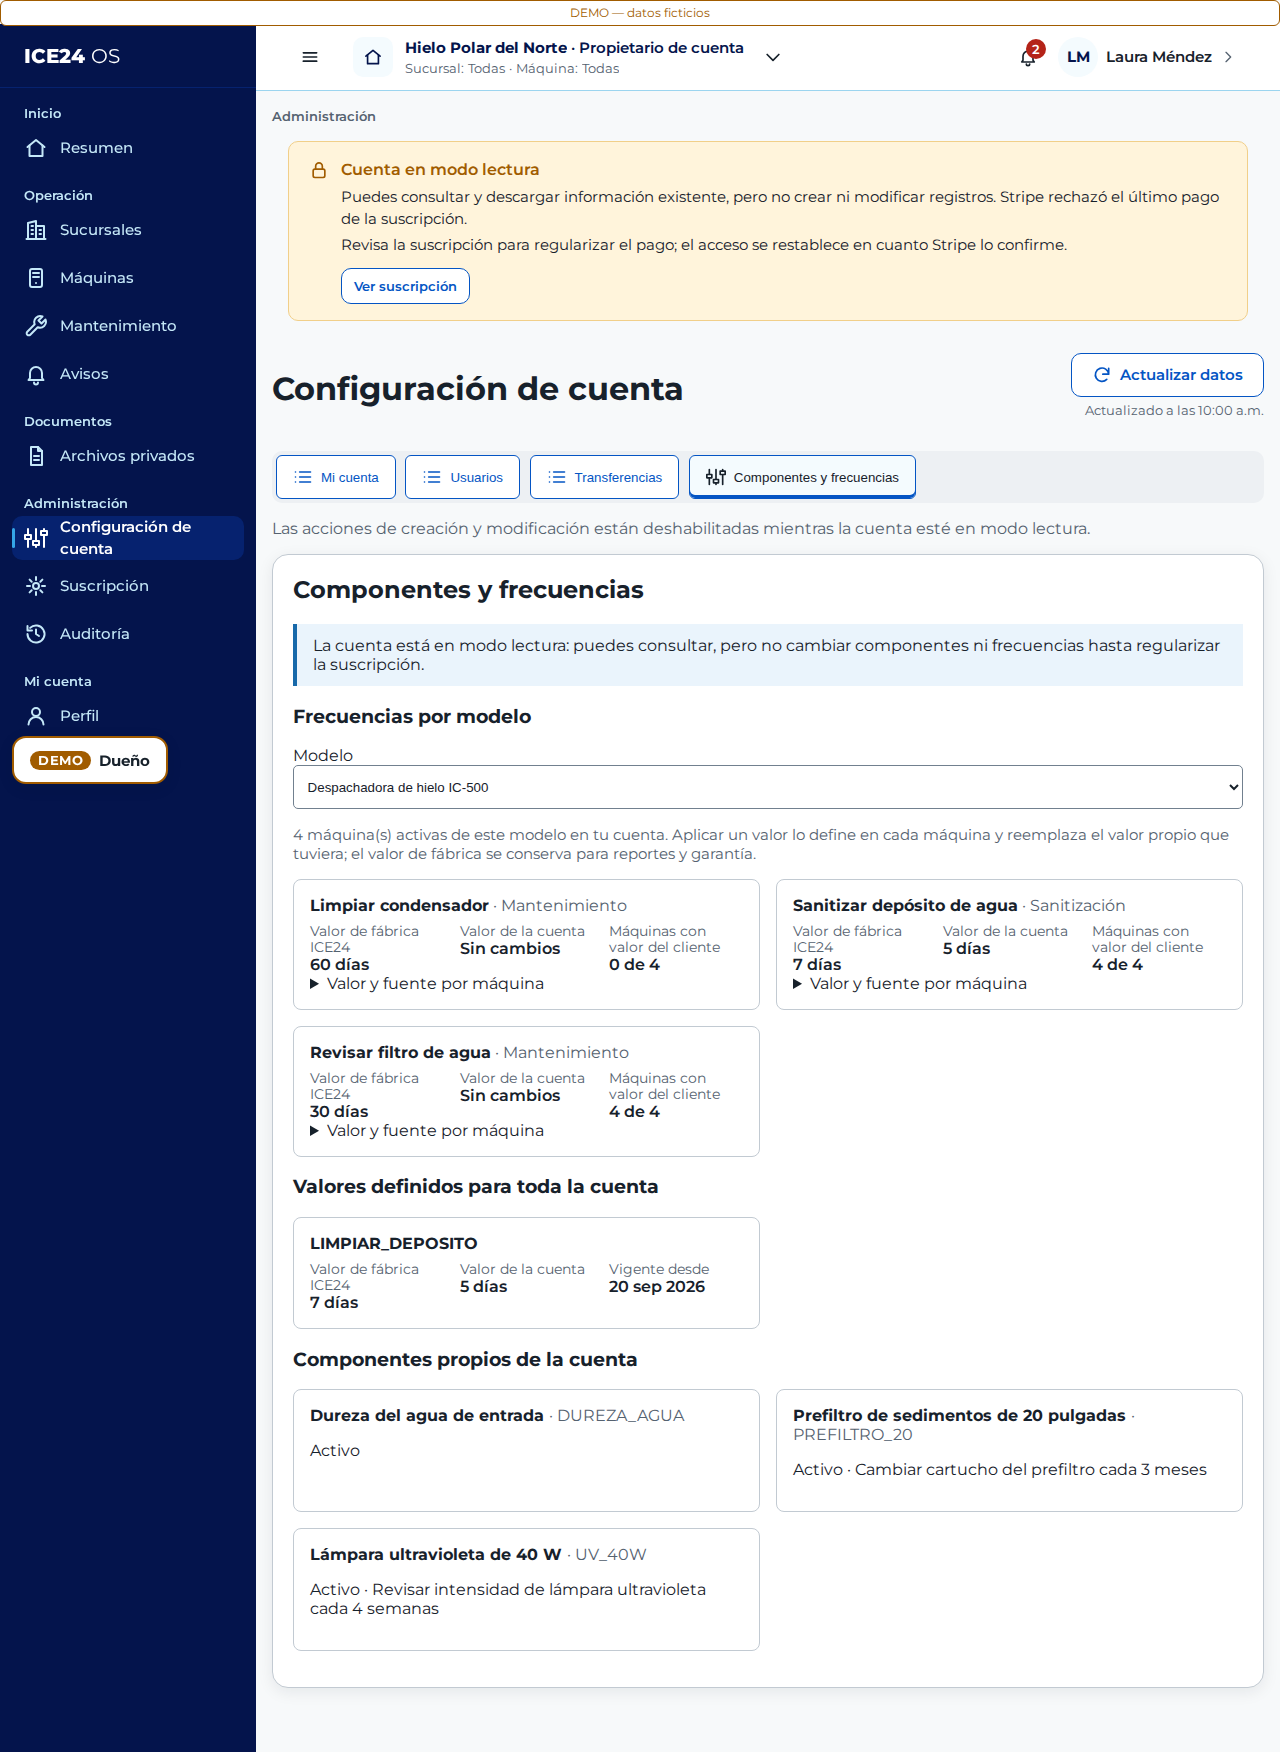 DEMO — datos ficticios
ICE24 OS
Inicio
Resumen
Operación
Sucursales
Máquinas
Mantenimiento
Avisos
Documentos
Archivos privados
Administración
Configuración de
cuenta
Suscripción
Auditoría
Mi cuenta
Perfil
DEMO Dueño
Hielo Polar del Norte · Propietario de cuenta
Sucursal: Todas · Máquina: Todas
2
LM Laura Méndez
Administración
Cuenta en modo lectura
Puedes consultar y descargar información existente, pero no crear ni modificar registros. Stripe rechazó el último pago
de la suscripción.
Revisa la suscripción para regularizar el pago; el acceso se restablece en cuanto Stripe lo confirme.
Ver suscripción
Configuración de cuenta
Actualizar datos
Actualizado a las 10:00 a.m.
Mi cuenta
Usuarios
Transferencias
Componentes y frecuencias
Las acciones de creación y modificación están deshabilitadas mientras la cuenta esté en modo lectura.
Componentes y frecuencias
La cuenta está en modo lectura: puedes consultar, pero no cambiar componentes ni frecuencias hasta regularizar
la suscripción.
Frecuencias por modelo
Modelo
Despachadora de hielo IC-500
4 máquina(s) activas de este modelo en tu cuenta. Aplicar un valor lo define en cada máquina y reemplaza el valor propio que
tuviera; el valor de fábrica se conserva para reportes y garantía.
Limpiar condensador · Mantenimiento
Valor de fábrica
ICE24
60 días
Valor de la cuenta
Sin cambios
Máquinas con
valor del cliente
0 de 4
Valor y fuente por máquina
Sanitizar depósito de agua · Sanitización
Valor de fábrica
ICE24
7 días
Valor de la cuenta
5 días
Máquinas con
valor del cliente
4 de 4
Valor y fuente por máquina
Revisar filtro de agua · Mantenimiento
Valor de fábrica
ICE24
30 días
Valor de la cuenta
Sin cambios
Máquinas con
valor del cliente
4 de 4
Valor y fuente por máquina
Valores definidos para toda la cuenta
LIMPIAR_DEPOSITO
Valor de fábrica
ICE24
7 días
Valor de la cuenta
5 días
Vigente desde
20 sep 2026
Componentes propios de la cuenta
Dureza del agua de entrada · DUREZA_AGUA
Activo
Prefiltro de sedimentos de 20 pulgadas ·
PREFILTRO_20
Activo · Cambiar cartucho del prefiltro cada 3 meses
Lámpara ultravioleta de 40 W · UV_40W
Activo · Revisar intensidad de lámpara ultravioleta
cada 4 semanas